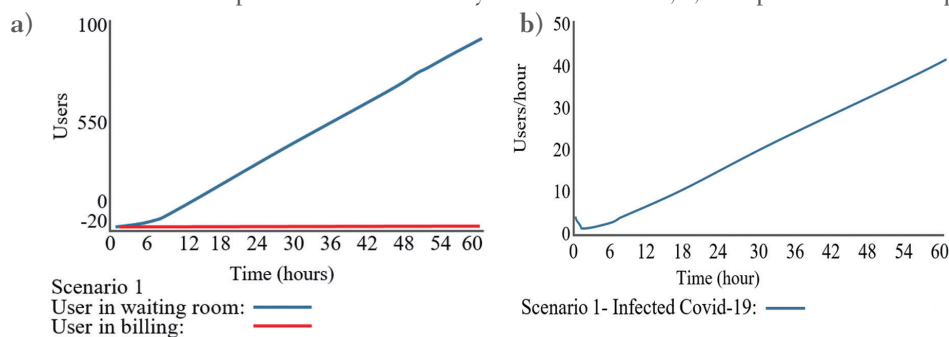 a)
100
550
0
-20
Users
0 6 12 18 24 30 36 42 48 54 60
Time (hours)
Scenario 1
User in waiting room:
User in billing:
b)
50
40
30
20
10
0
Users/hour
0 6 12 18 24 30 36 42 48 54 60
Time (hour)
Scenario 1- Infected Covid-19: